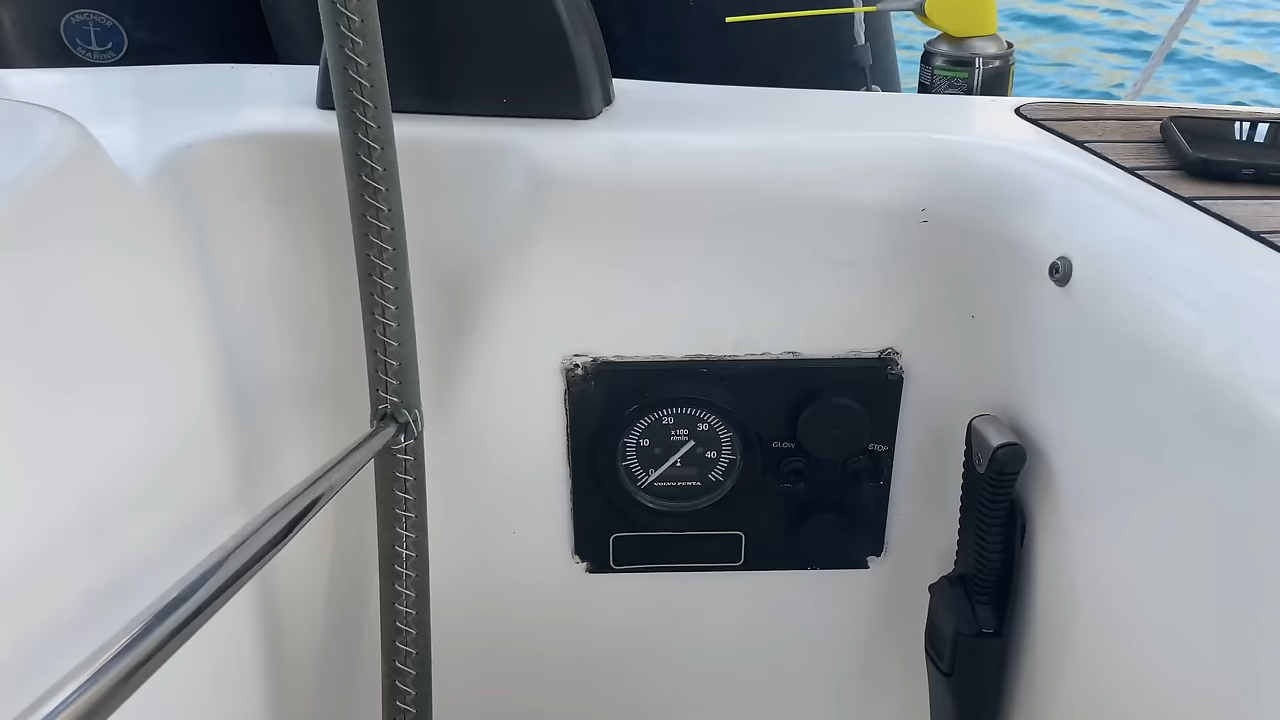 ANCHOR
MARINE
20
30
x100
r/min
10
40
0
VOLVO PENTA
GLOW
STOP